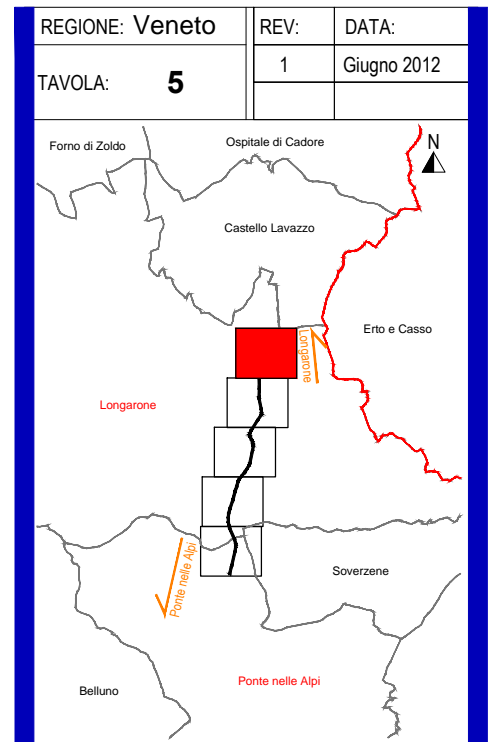 REGIONE: Veneto
REV:
DATA:
TAVOLA: 5
1
Giugno 2012
Forno di Zoldo
Ospitale di Cadore
N
Castello Lavazzo
Erto e Casso
Longarone
Longarone
Ponte nelle Alpi
Soverzene
Belluno
Ponte nelle Alpi